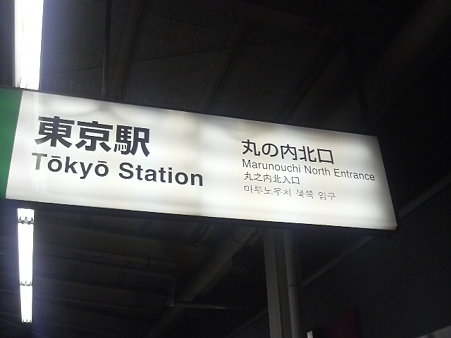 東京駅
Tōkyō Station
丸の内北口
Marunouchi North Entrance
丸之内北入口
마루노우치 북쪽 입구